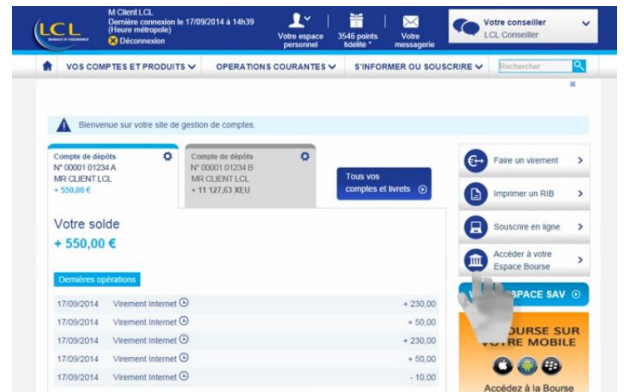 LCL
BANQUE ET ASSURANCE
M Client LCL
Dernière connexion le 17/09/2014 à 14h39
(Heure métropole)
Déconnexion
Votre espace
personnel
3546 points
fidélité *
Votre
messagerie
Votre conseiller
LCL Conseiller
VOS COMPTES ET PRODUITS
OPERATIONS COURANTES
S'INFORMER OU SOUSCRIRE
Rechercher
Bienvenue sur votre site de gestion de comptes.
Compte de dépôts
N° 00001 01234 A
MR CLIENT LCL
+ 550,00 €
Compte de dépôts
N° 00001 01234 B
MR CLIENT LCL
+ 11 127,63 XEU
Tous vos
comptes et livrets
Votre solde
+ 550,00 €
Dernières opérations
17/09/2014 Virement Internet + 230,00
17/09/2014 Virement Internet + 50,00
17/09/2014 Virement Internet + 230,00
17/09/2014 Virement Internet + 50,00
17/09/2014 Virement Internet - 10,00
Faire un virement
Imprimer un RIB
Souscrire en ligne
Accéder à votre
Espace Bourse
ESPACE SAV
BOURSE SUR
VOTRE MOBILE
Accédez à la Bourse